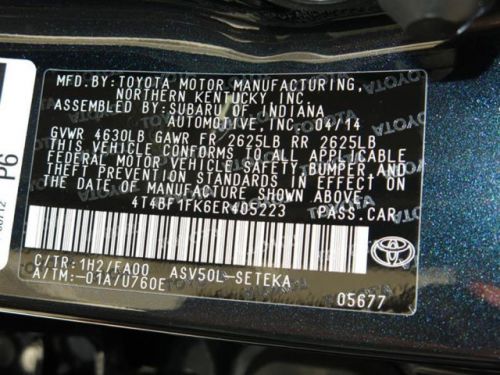 MFD.BY:TOYOTA MOTOR MANUFACTURING,
NORTHERN KENTUCKY INC.
ASSEMBLED BY:SUBARU OF INDIANA
AUTOMOTIVE,INC. 04/14
GVWR 4630LB GAWR FR 2625LB RR 2625LB
THIS VEHICLE CONFORMS TO ALL APPLICABLE
FEDERAL MOTOR VEHICLE SAFETY,BUMPER AND
THEFT PREVENTION STANDARDS IN EFFECT ON
THE DATE OF MANUFACTURE SHOWN ABOVE.
4T4BF1FK6ER405223 PASS.CAR
C/TR:1H2/FA00 ASV50L-SETEKA
A/TM:-01A/U760E
05677
P6